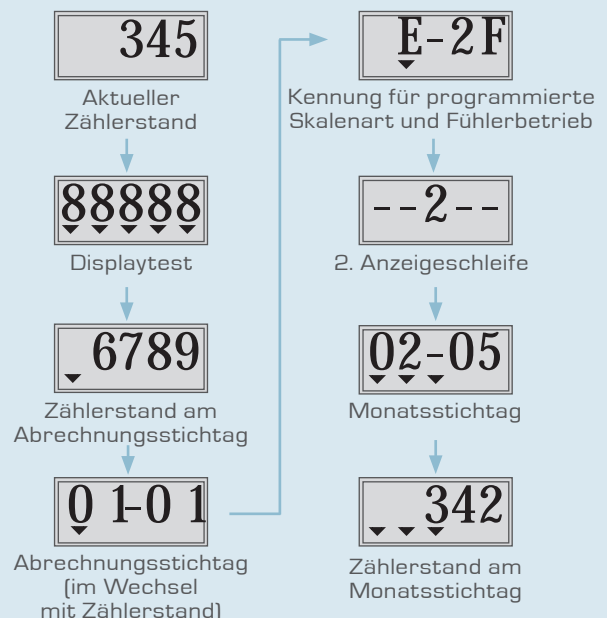 345
Aktueller
Zählerstand
88888
Displaytest
6789
Zählerstand am
Abrechnungsstichtag
01-01
Abrechnungsstichtag
(im Wechsel
mit Zählerstand)
E-2F
Kennung für programmierte
Skalenart und Fühlerbetrieb
--2--
2. Anzeigeschleife
02-05
Monatsstichtag
342
Zählerstand am
Monatsstichtag